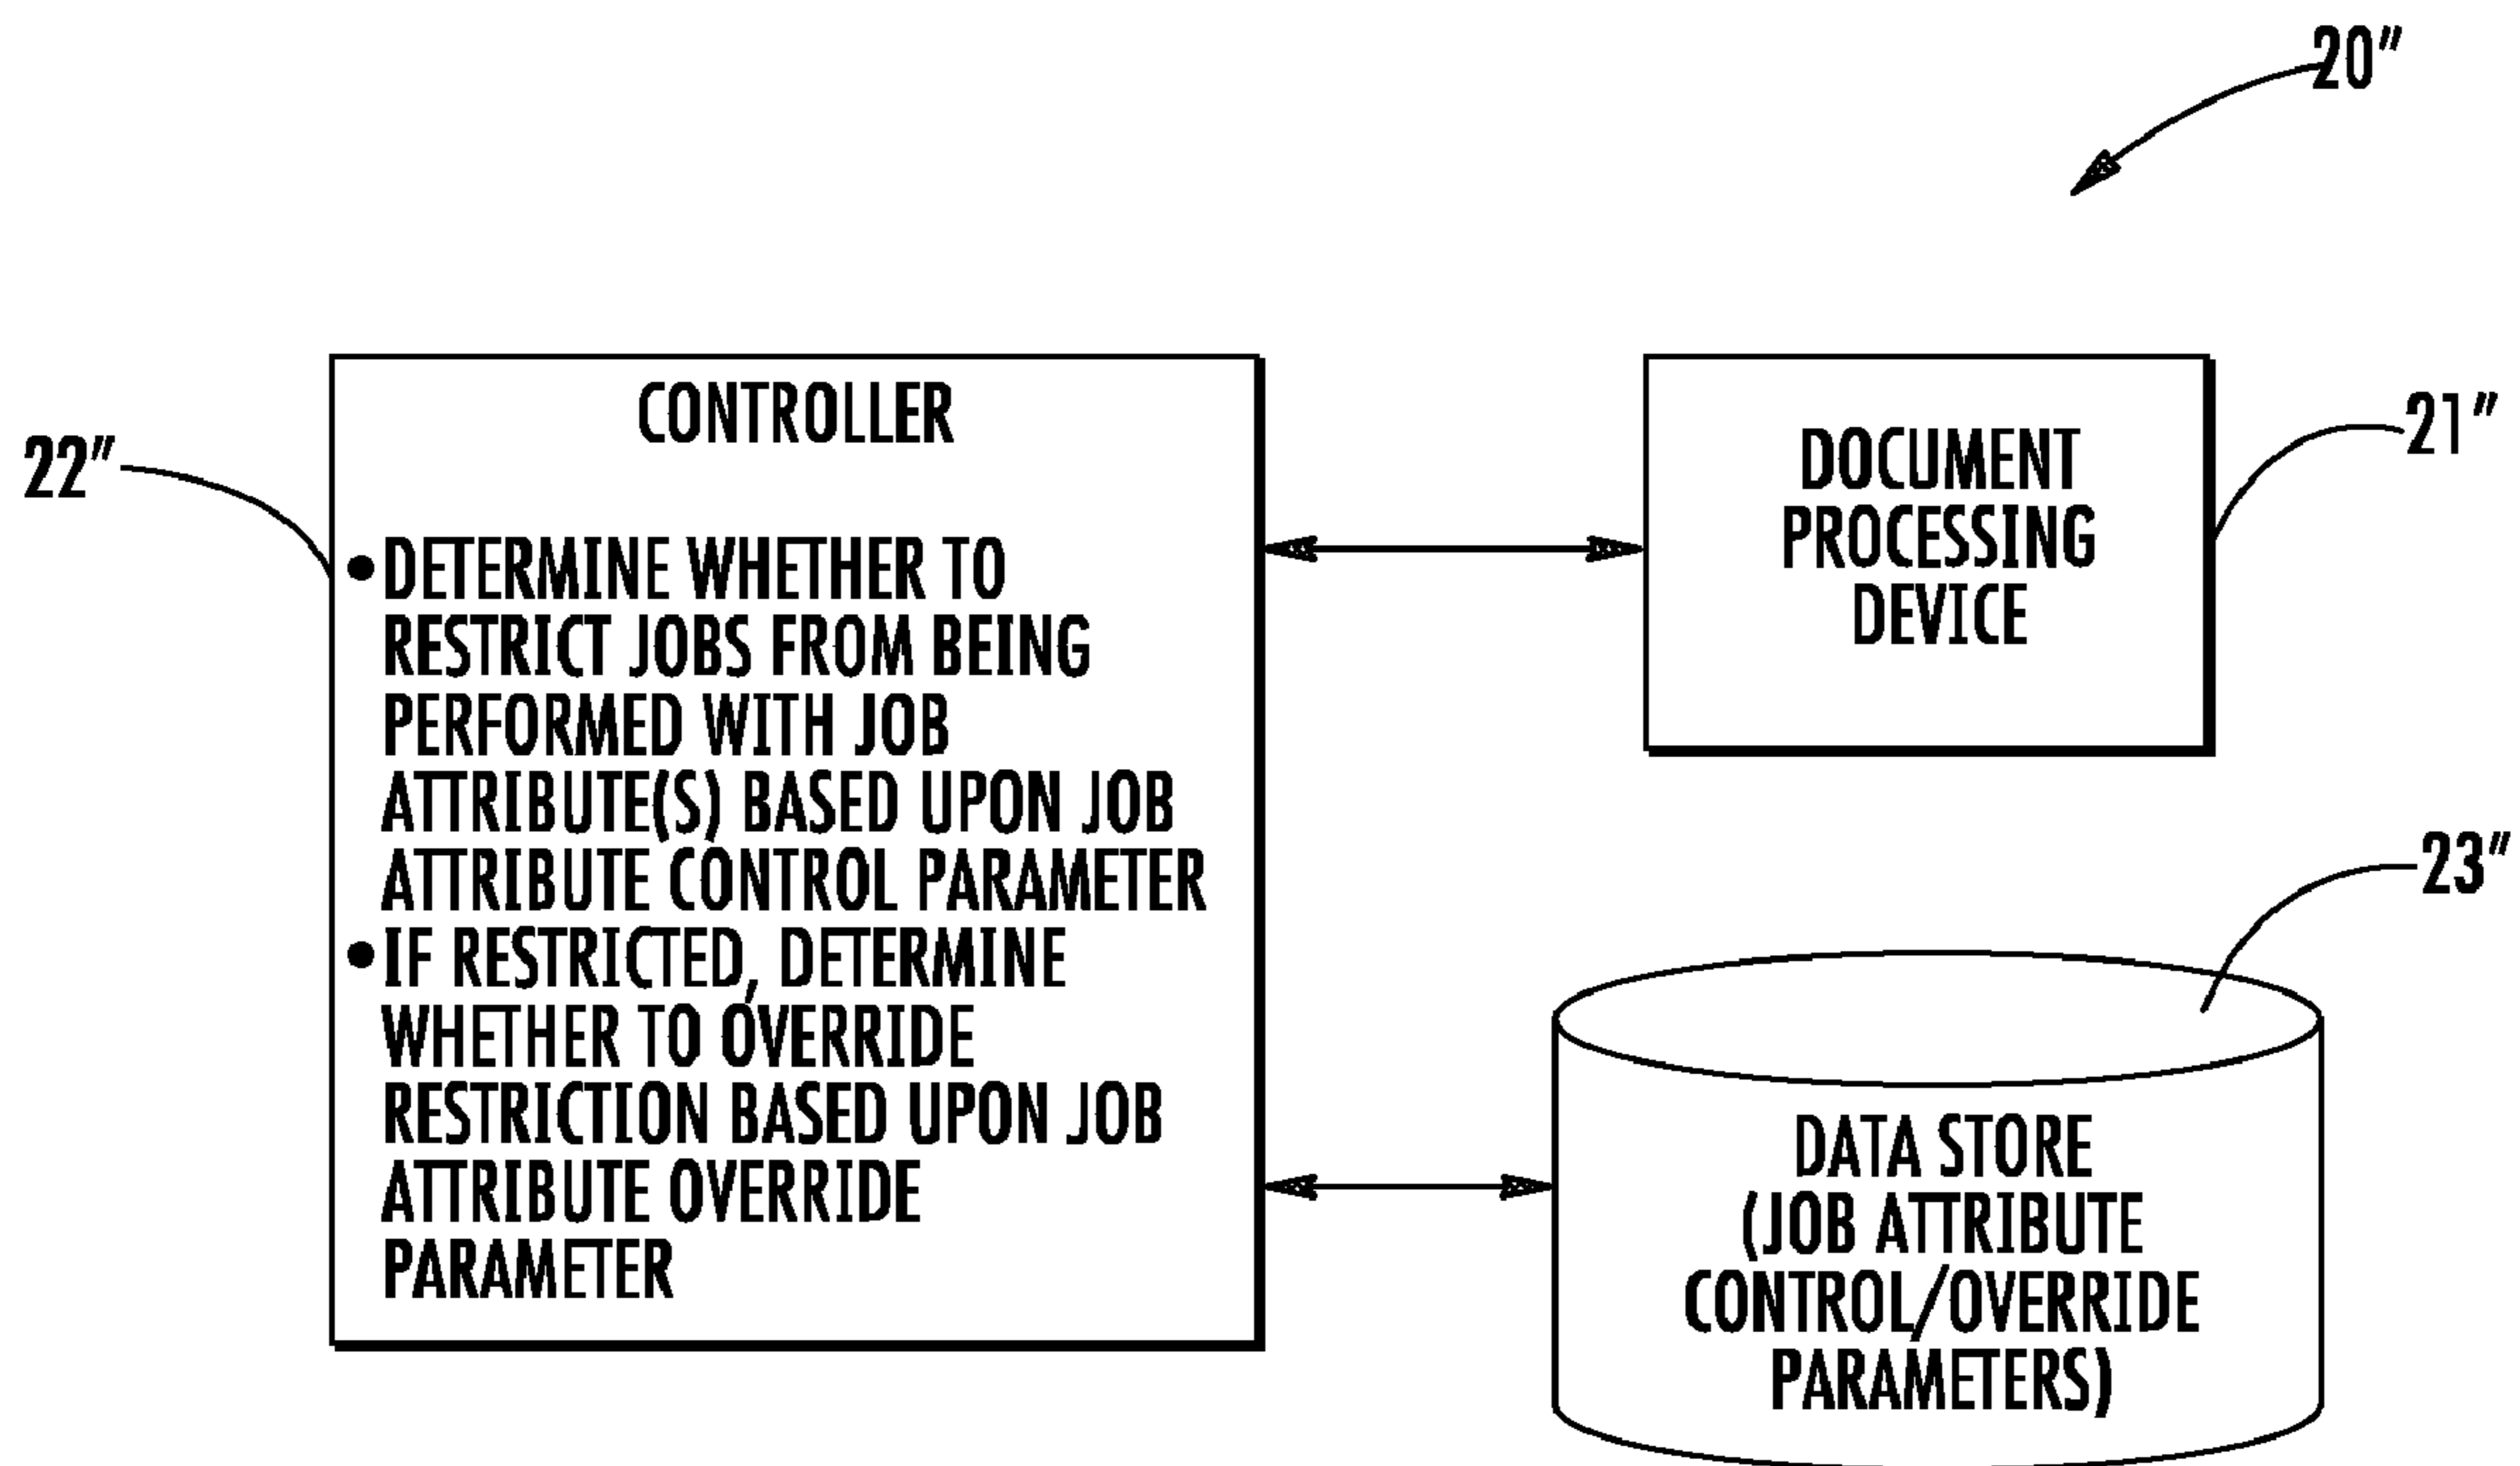 20"
CONTROLLER
22"
• DETERMINE WHETHER TO
RESTRICT JOBS FROM BEING
PERFORMED WITH JOB
ATTRIBUTE(S) BASED UPON JOB
ATTRIBUTE CONTROL PARAMETER
• IF RESTRICTED, DETERMINE
WHETHER TO OVERRIDE
RESTRICTION BASED UPON JOB
ATTRIBUTE OVERRIDE
PARAMETER
DOCUMENT
PROCESSING
DEVICE
21"
23"
DATA STORE
(JOB ATTRIBUTE
CONTROL/OVERRIDE
PARAMETERS)